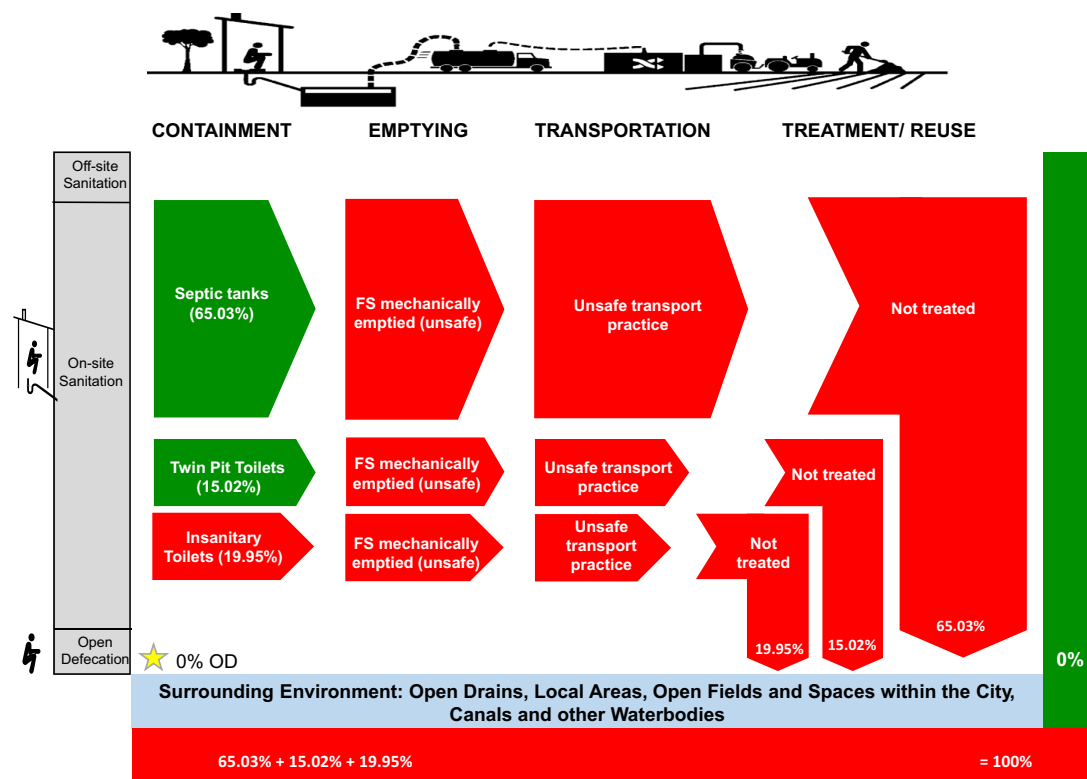 CONTAINMENT
EMPTYING
TRANSPORTATION
TREATMENT/ REUSE
Off-site
Sanitation
On-site
Sanitation
Open
Defecation
Septic tanks
(65.03%)
FS mechanically
emptied (unsafe)
Unsafe transport
practice
Not treated
Twin Pit Toilets
(15.02%)
FS mechanically
emptied (unsafe)
Unsafe transport
practice
Not treated
Insanitary
Toilets (19.95%)
FS mechanically
emptied (unsafe)
Unsafe
transport
practice
Not
treated
19.95%
15.02%
65.03%
0% OD
0%
Surrounding Environment: Open Drains, Local Areas, Open Fields and Spaces within the City,
Canals and other Waterbodies
65.03% + 15.02% + 19.95%
= 100%